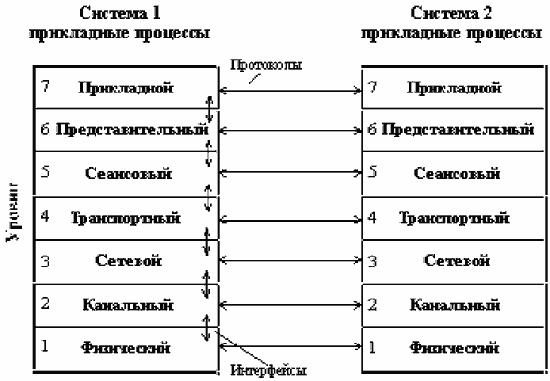 Система 1
прикладные процессы
Система 2
прикладные процессы
Протоколы
Уровни
7 Прикладной
7 Прикладной
6 Представительный
6 Представительный
5 Сеансовый
5 Сеансовый
4 Транспортный
4 Транспортный
3 Сетевой
3 Сетевой
2 Канальный
2 Канальный
1 Физический
1 Физический
Интерфейсы